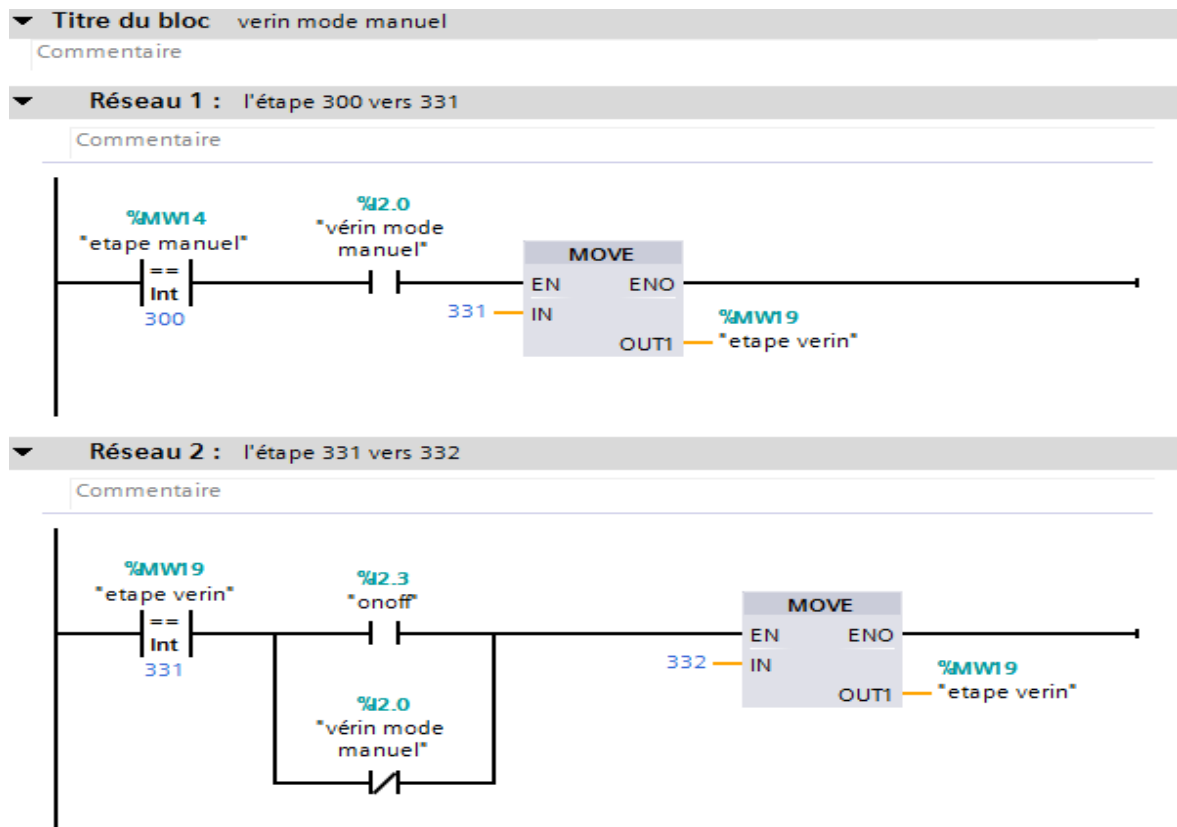 Titre du bloc verin mode manuel
Commentaire
Réseau 1 : l'étape 300 vers 331
Commentaire
%MW14
"etape manuel"
==
Int
300
%I2.0
"vérin mode
manuel"
MOVE
EN ENO
331 IN
OUT1
%MW19
"etape verin"
Réseau 2 : l'étape 331 vers 332
Commentaire
%MW19
"etape verin"
==
Int
331
%I2.3
"onoff"
%I2.0
"vérin mode
manuel"
MOVE
EN ENO
332 IN
OUT1
%MW19
"etape verin"